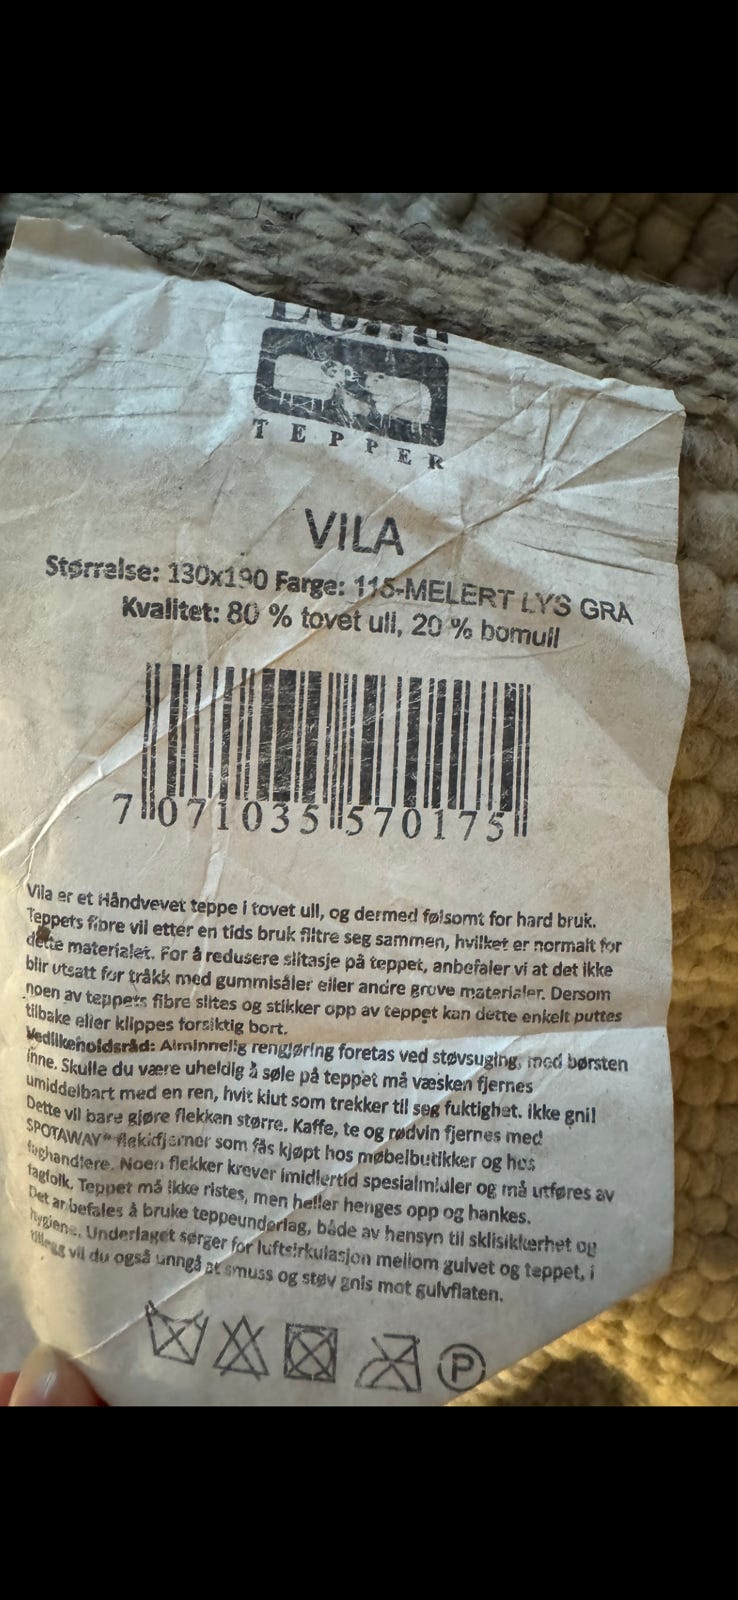 TEPPER
VILA
Størrelse: 130x190 Farge: 115-MELERT LYS GRA
Kvalitet: 80 % tovet ull, 20 % bomull
7 071035 570175
Vila er et Håndvevet teppe i tovet ull, og dermed følsomt for hard bruk.
Teppets fibre vil etter en tids bruk filtre seg sammen, hvilket er normalt for
dette materialet. For å redusere slitasje på teppet, anbefaler vi at det ikke
blir utsatt for tråkk med gummisåler eller andre grove materialer. Dersom
noen av teppets fibre slites og stikker opp av teppet kan dette enkelt puttes
tilbake eller klippes forsiktig bort.
Vedlikeholdsråd: Alminnelig rengjøring foretas ved støvsuging, med børsten
inne. Skulle du være uheldig å søle på teppet må væsken fjernes
umiddelbart med en ren, hvit klut som trekker til seg fuktighet. Ikke gni!
Dette vil bare gjøre flekken større. Kaffe, te og rødvin fjernes med
SPOTAWAY® flekkfjerner som fås kjøpt hos møbelbutikker og hos
faghandlere. Noen flekker krever imidlertid spesialmidler og må utføres av
fagfolk. Teppet må ikke ristes, men heller henges opp og bankes.
Det anbefales å bruke teppeunderlag, både av hensyn til sklisikkerhet og
hygiene. Underlaget sørger for luftsirkulasjon mellom gulvet og teppet, i
tillegg vil du også unngå at smuss og støv gnis mot gulvflaten.
P